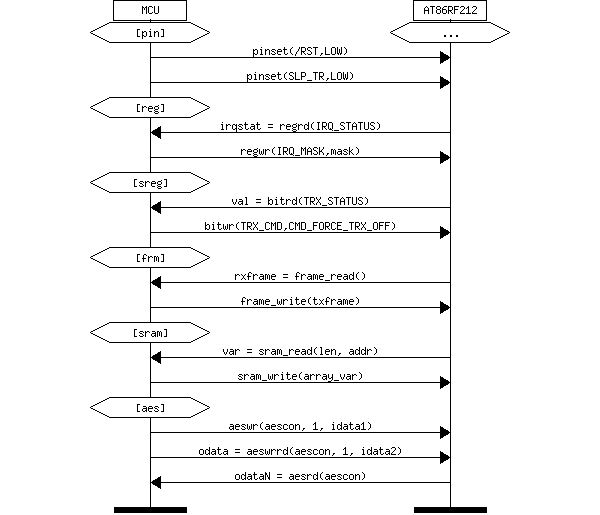 MCU AT86RF212
[pin] ...
pinset(/RST,LOW)
pinset(SLP_TR,LOW)
[reg]
irqstat = regrd(IRQ_STATUS)
regwr(IRQ_MASK,mask)
[sreg]
val = bitrd(TRX_STATUS)
bitwr(TRX_CMD,CMD_FORCE_TRX_OFF)
[frm]
rxframe = frame_read()
frame_write(txframe)
[sram]
var = sram_read(len, addr)
sram_write(array_var)
[aes]
aeswr(aescon, 1, idata1)
odata = aeswrrd(aescon, 1, idata2)
odataN = aesrd(aescon)